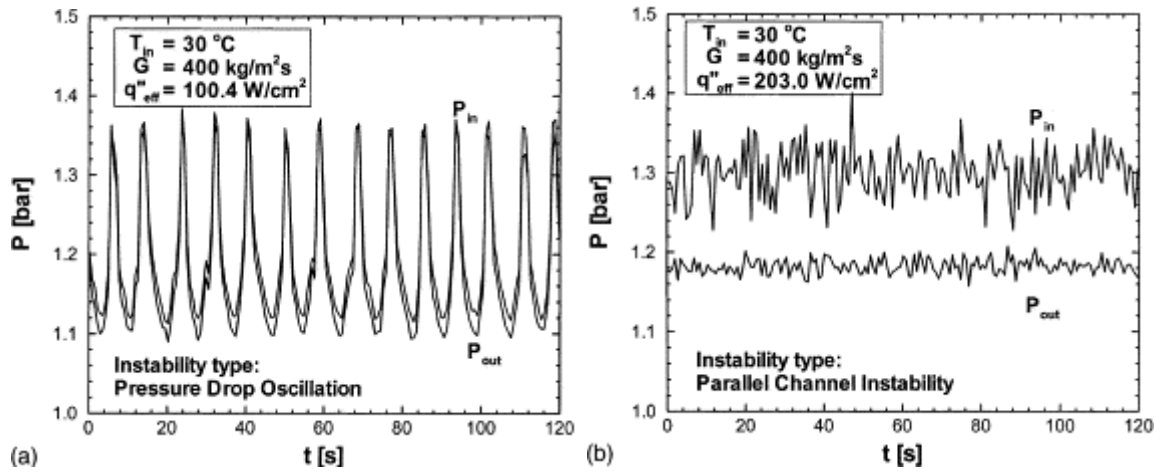 T_in = 30 °C
G = 400 kg/m²s
q"_eff = 100.4 W/cm²
P_in
P_out
Instability type:
Pressure Drop Oscillation
P [bar]
1.5
1.4
1.3
1.2
1.1
1.0
0 20 40 60 80 100 120
t [s]
(a)
T_in = 30 °C
G = 400 kg/m²s
q"_off = 203.0 W/cm²
P_in
P_out
Instability type:
Parallel Channel Instability
P [bar]
1.5
1.4
1.3
1.2
1.1
1.0
0 20 40 60 80 100 120
t [s]
(b)